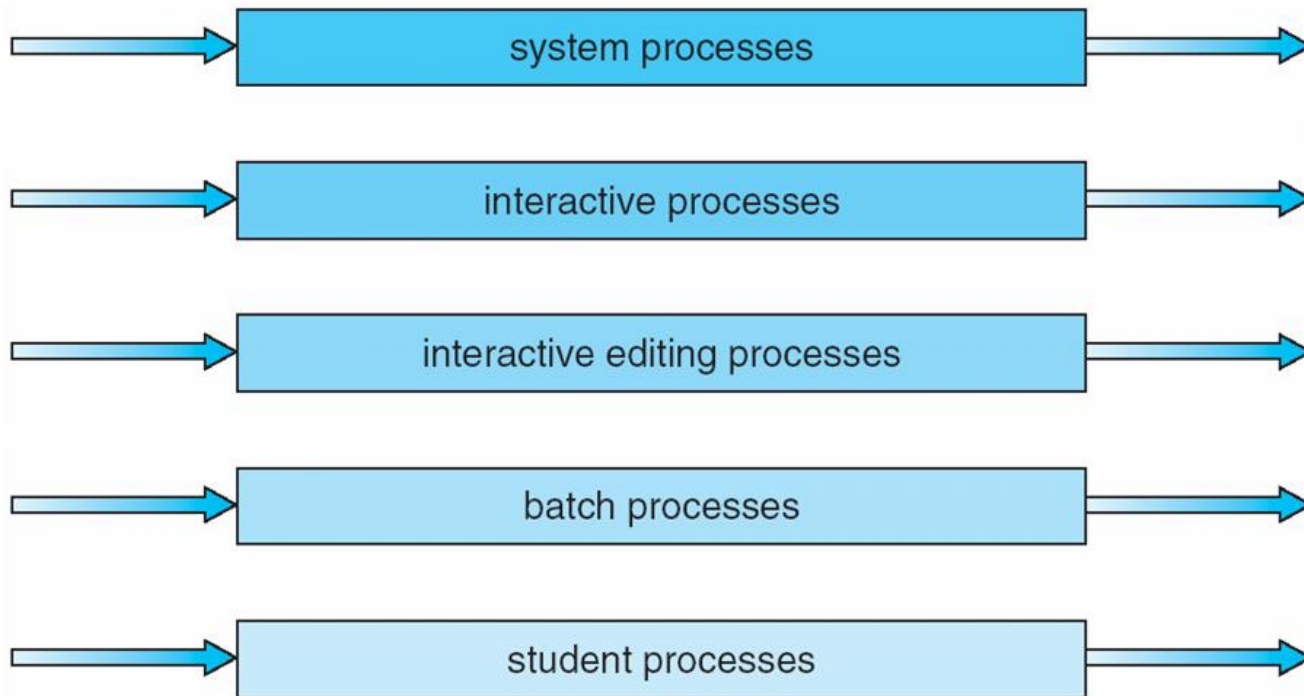 system processes
interactive processes
interactive editing processes
batch processes
student processes